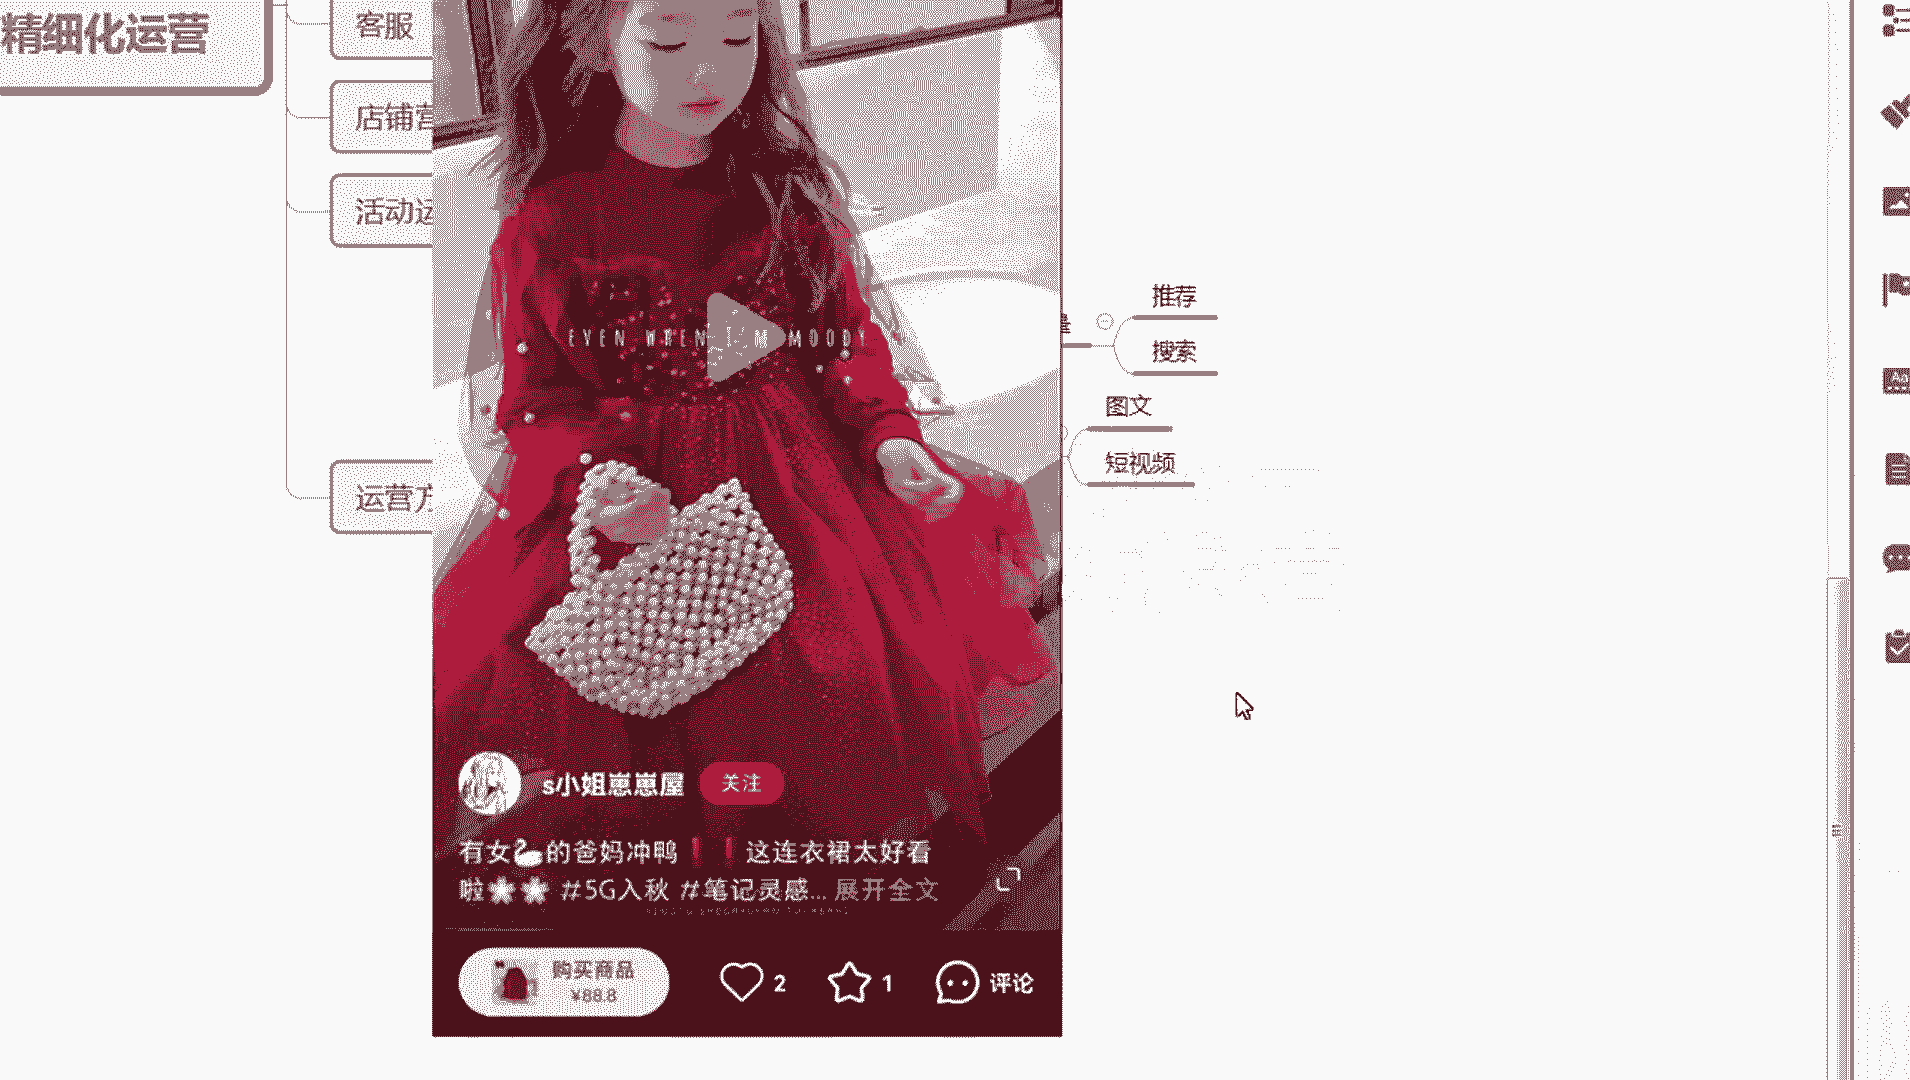 精细化运营
客服
店铺
活动运
运营
推荐
搜索
图文
短视频
EVEN WHEN I'M MOODY
s小姐崽崽屋
关注
有女🦢的爸妈冲鸭❗❗这连衣裙太好看
啦🌸🌸 #5G入秋 #笔记灵感... 展开全文
购买商品
¥88.8
2
1
评论